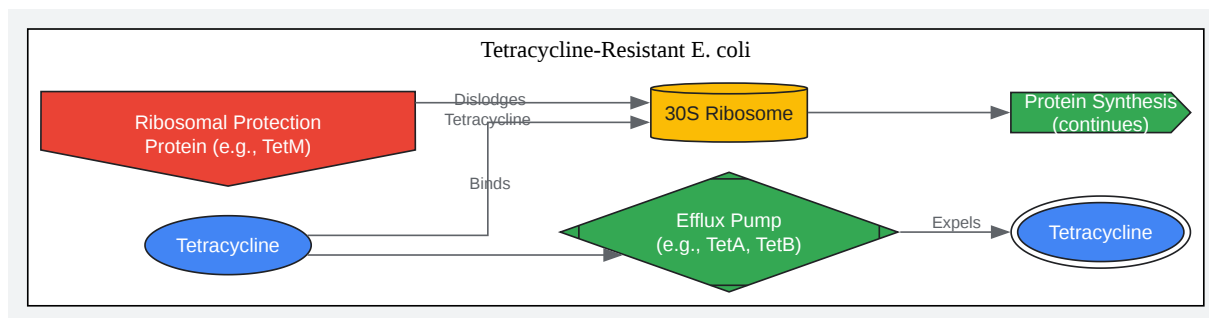 Tetracycline-Resistant E. coli
Ribosomal Protection
Protein (e.g., TetM)
Dislodges
Tetracycline
30S Ribosome
Protein Synthesis
(continues)
Binds
Tetracycline
Efflux Pump
(e.g., TetA, TetB)
Expels
Tetracycline